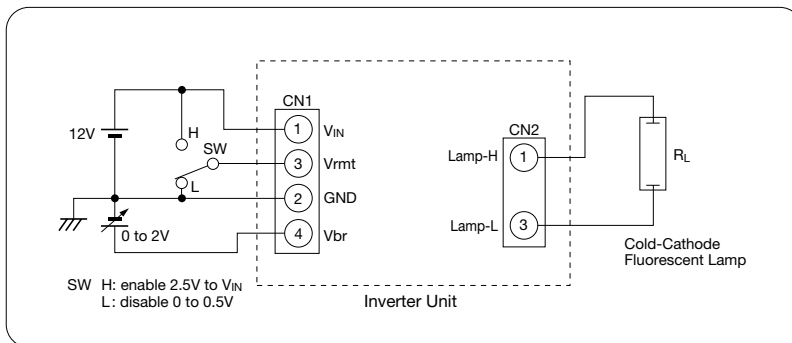 CN1
12V
H
SW
L
1
VIN
3
Vrmt
2
GND
4
Vbr
0 to 2V
SW H: enable 2.5V to VIN
L: disable 0 to 0.5V
Inverter Unit
CN2
Lamp-H
1
Lamp-L
3
RL
Cold-Cathode
Fluorescent Lamp